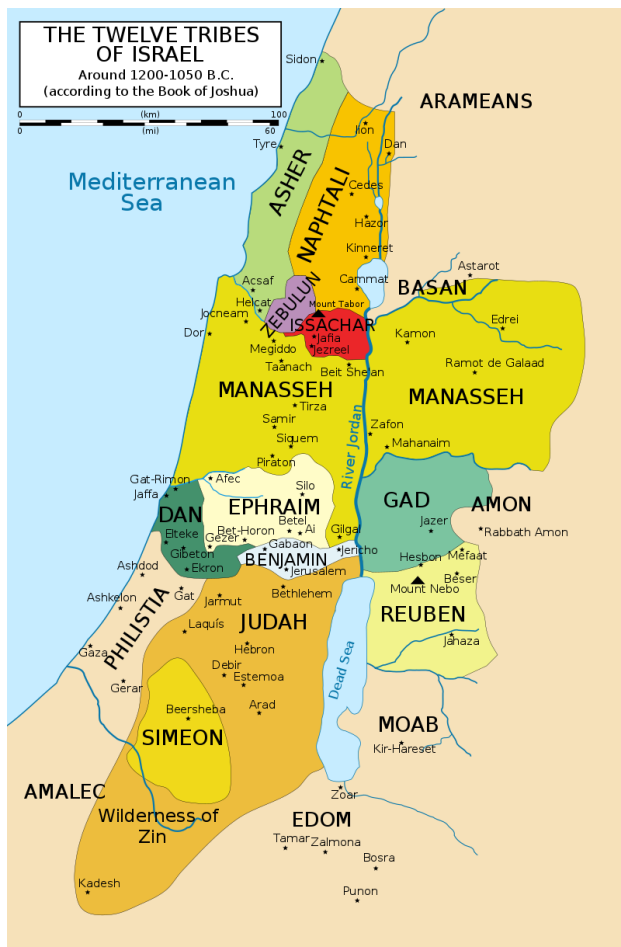 THE TWELVE TRIBES
OF ISRAEL
Around 1200-1050 B.C.
(according to the Book of Joshua)
0 (km) 100
0 (mi) 60
Sidon
ARAMEANS
Ijon
Dan
Tyre
Mediterranean
Sea
ASHER
NAPHTALI
Cedes
Hazor
Kinneret
Cammat
Astarot
BASAN
Acsaf
Helcat
ZEBULUN
Mount Tabor
Jocneam
ISSACHAR
Dor
Jafia
Jezreel
Megiddo
Taanach
Beit Shean
Kamon
Edrei
Ramot de Galaad
MANASSEH
MANASSEH
Tirza
Samir
Siquem
Piraton
River Jordan
Zafon
Mahanaim
Gat-Rimon
Afec
Jaffa
Silo
DAN
EPHRAIM
GAD
AMON
Betel
Ai
Gilgal
Jazer
Rabbath Amon
Elteke
Bet-Horon
Gezer
Gabaon
Gibeton
Jericho
BENJAMIN
Hesbon
Mefaat
Ekron
Jerusalem
Ashdod
Bethlehem
Mount Nebo
Beser
Ashkelon
Gat
Jarmut
PHILISTIA
JUDAH
REUBEN
Laquís
Jahaza
Gaza
Hebron
Debir
Estemoa
Dead Sea
Gerar
Beersheba
Arad
SIMEON
MOAB
Kir-Hareset
AMALEC
Zoar
Wilderness of
Zin
EDOM
Tamar
Zalmona
Bosra
Kadesh
Punon